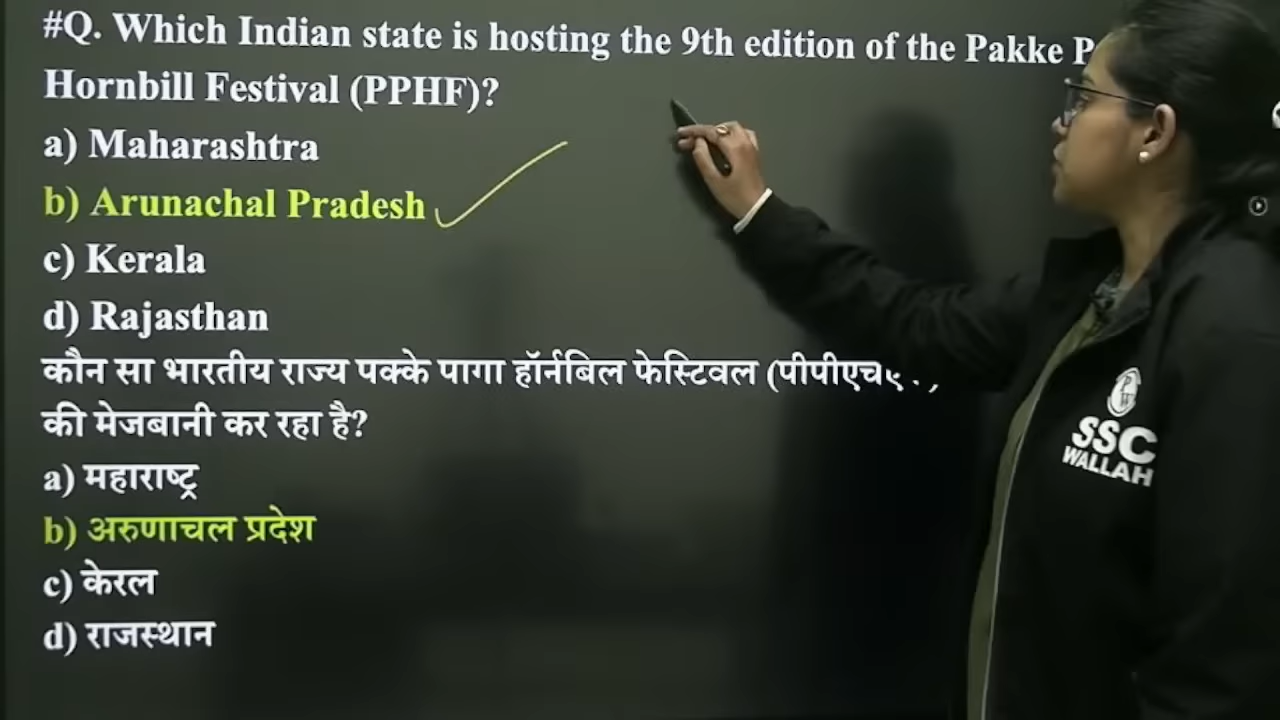 #Q. Which Indian state is hosting the 9th edition of the Pakke
Hornbill Festival (PPHF)?
a) Maharashtra
b) Arunachal Pradesh
c) Kerala
d) Rajasthan
कौन सा भारतीय राज्य पक्के पागा हॉर्नबिल फेस्टिवल
की मेजबानी कर रहा है?
a) महाराष्ट्र
b) अरुणाचल प्रदेश
c) केरल
d) राजस्थान
PW
SSC
WALLAH